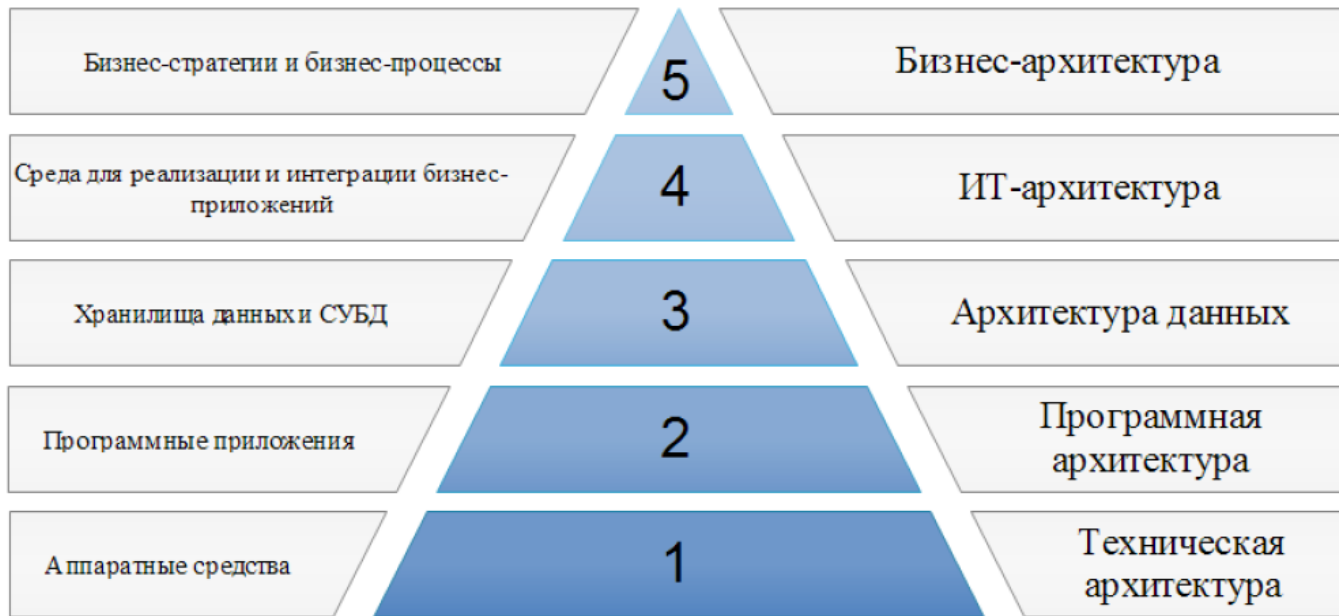 Бизнес-стратегии и бизнес-процессы
5
Бизнес-архитектура
Среда для реализации и интеграции бизнес-
приложений
4
ИТ-архитектура
Хранилища данных и СУБД
3
Архитектура данных
Программные приложения
2
Программная
архитектура
Аппаратные средства
1
Техническая
архитектура